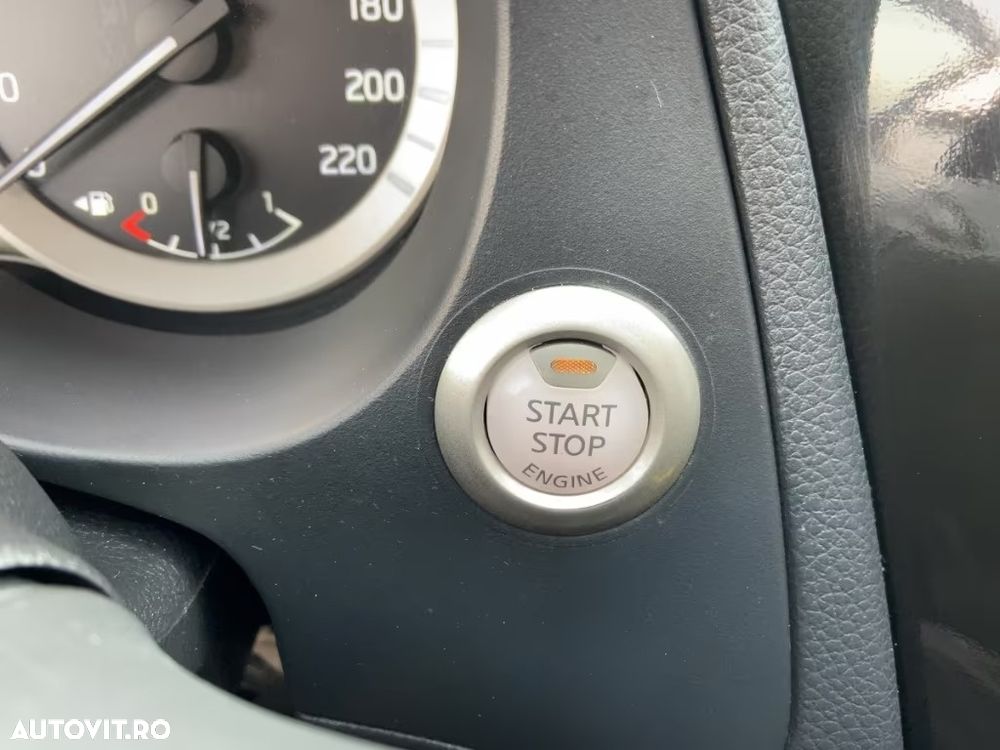 180
200
220
0
1/2
1
START
STOP
ENGINE
AUTOVIT.RO